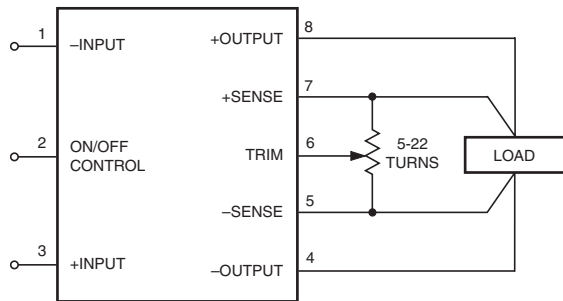 1
–INPUT
+OUTPUT
8
+SENSE
7
2
ON/OFF
CONTROL
TRIM
6
5-22
TURNS
LOAD
–SENSE
5
3
+INPUT
–OUTPUT
4